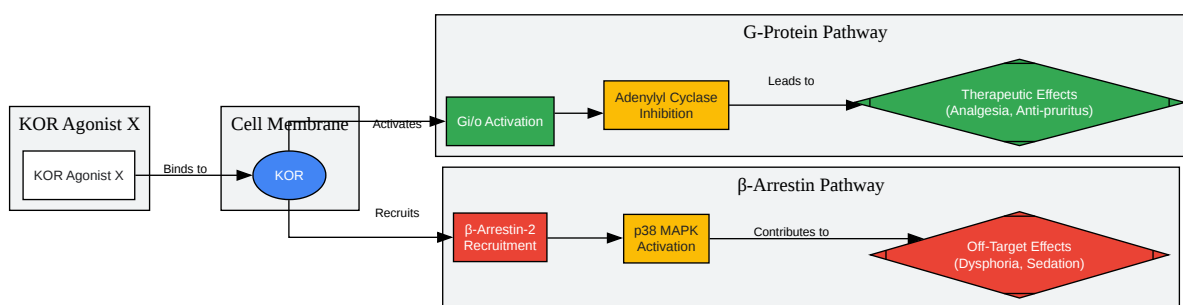 KOR Agonist X
KOR Agonist X
Binds to
Cell Membrane
KOR
Activates
Recruits
G-Protein Pathway
Gi/o Activation
Adenylyl Cyclase
Inhibition
Leads to
Therapeutic Effects
(Analgesia, Anti-pruritus)
β-Arrestin Pathway
β-Arrestin-2
Recruitment
p38 MAPK
Activation
Contributes to
Off-Target Effects
(Dysphoria, Sedation)